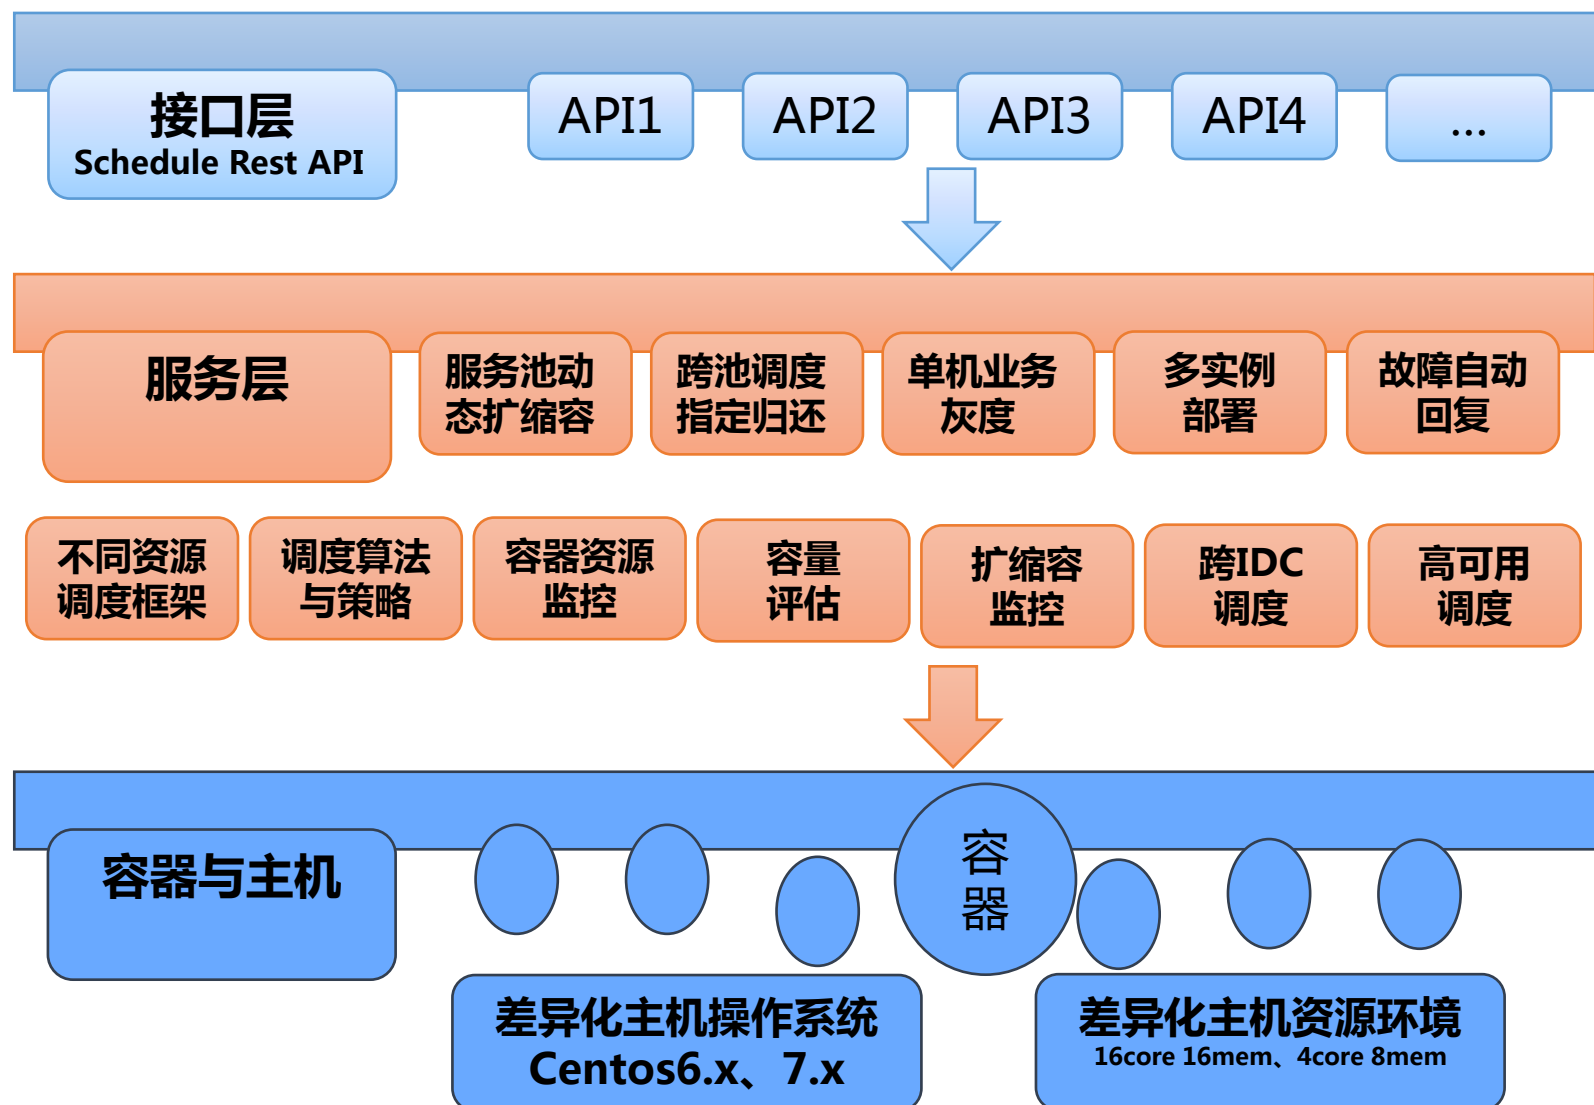 接口层
Schedule Rest API
API1
API2
API3
API4
...
服务层
服务池动
态扩缩容
跨池调度
指定归还
单机业务
灰度
多实例
部署
故障自动
回复
不同资源
调度框架
调度算法
与策略
容器资源
监控
容量
评估
扩缩容
监控
跨IDC
调度
高可用
调度
容器与主机
容
器
差异化主机操作系统
Centos6.x、7.x
差异化主机资源环境
16core 16mem、4core 8mem